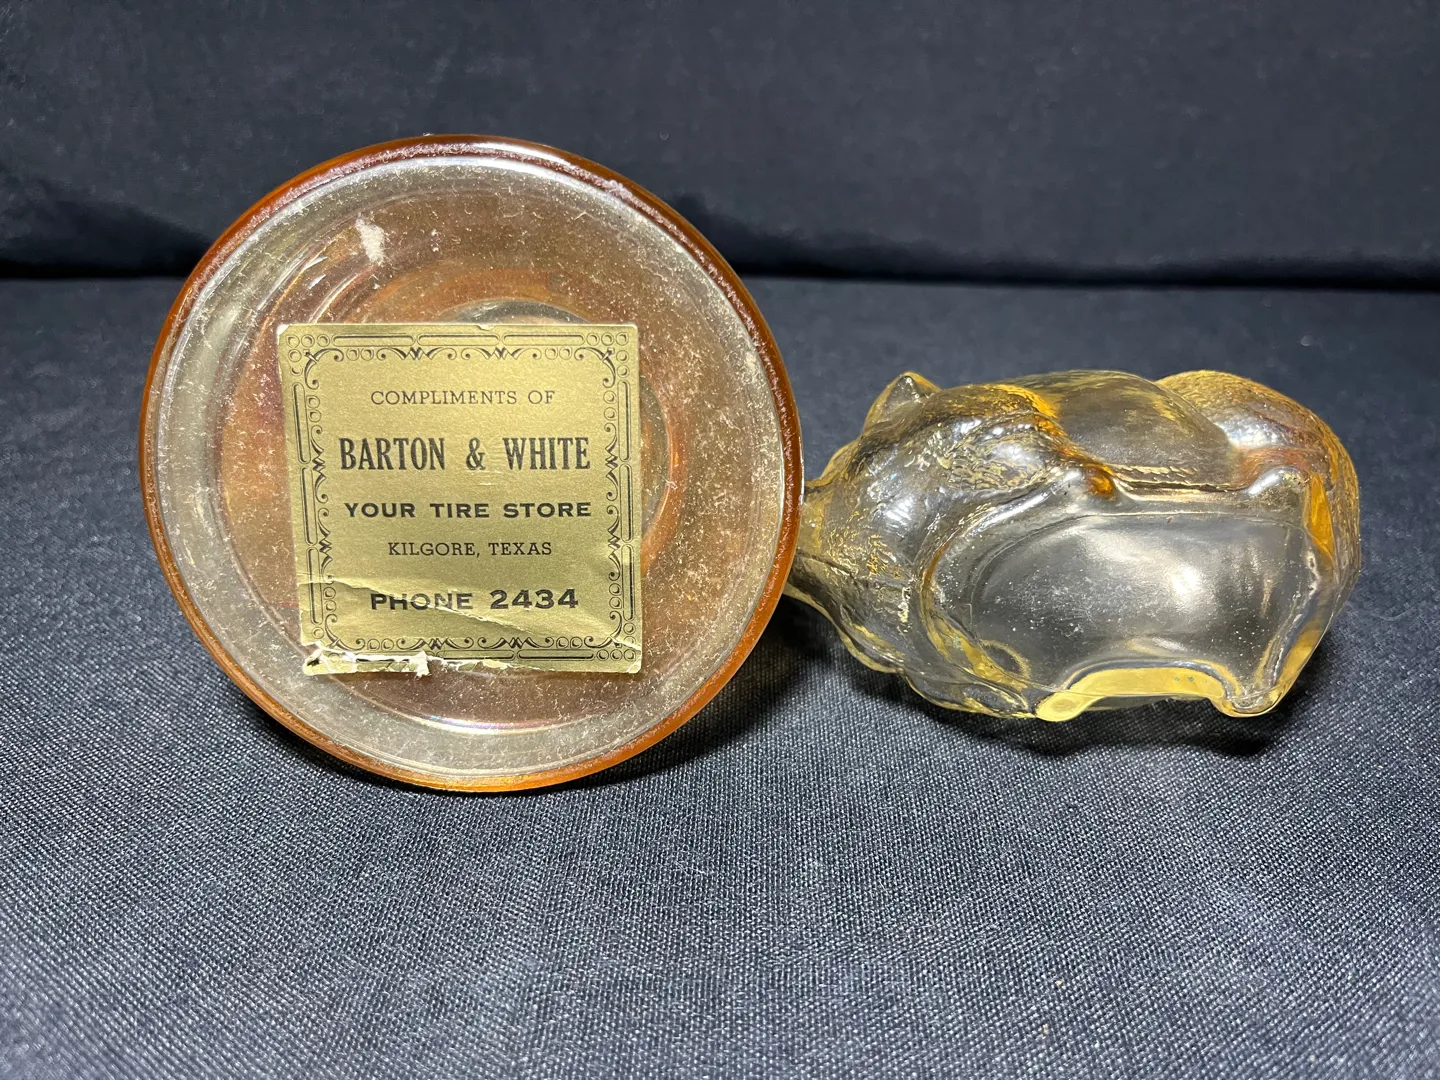 COMPLIMENTS OF
BARTON & WHITE
YOUR TIRE STORE
KILGORE, TEXAS
PHONE 2434